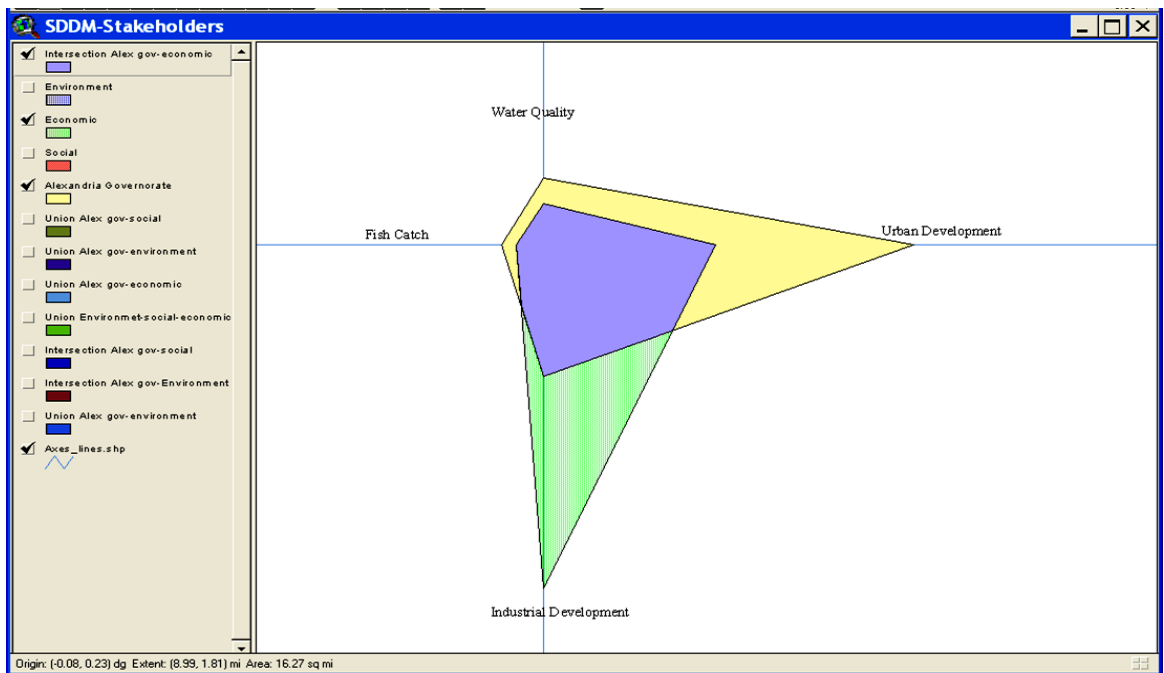 SDDM-Stakeholders
Intersection Alex gov-economic
Environment
Economic
Social
Alexandria Governorate
Union Alex gov-social
Union Alex gov-environment
Union Alex gov-economic
Union Environmet-social-economic
Intersection Alex gov-social
Intersection Alex gov-Environment
Union Alex gov-environment
Axes_lines.shp
Water Quality
Fish Catch
Urban Development
Industrial Development
Origin: (-0.08, 0.23) dg Extent: (8.99, 1.81) mi Area: 16.27 sq mi